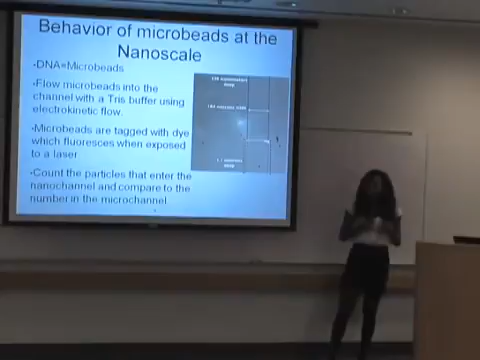 Behavior of microbeads at the
Nanoscale
-DNA=Microbeads
-Flow microbeads into the
channel with a Tris buffer using
electrokinetic flow.
-Microbeads are tagged with dye
which fluoresces when exposed
to a laser
-Count the particles that enter the
nanochannel and compare to the
number in the microchannel